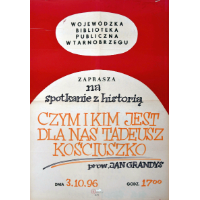 WOJEWÓDZKA
BIBLIOTEKA
PUBLICZNA
W TARNOBRZEGU
ZAPRASZA
na
spotkanie z historią
CZYM I KIM JEST
DLA NAS TADEUSZ
KOŚCIUSZKO
prow. JAN GRANDYS
DNIA 3.10.96 GODZ. 17⁰⁰